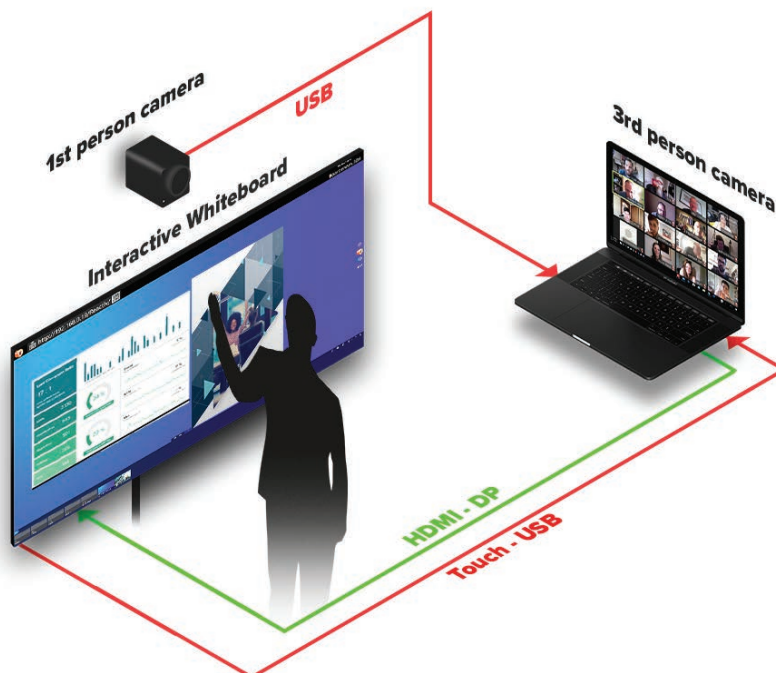 1st person camera
USB
3rd person camera
Interactive Whiteboard
HDMI - DP
Touch - USB